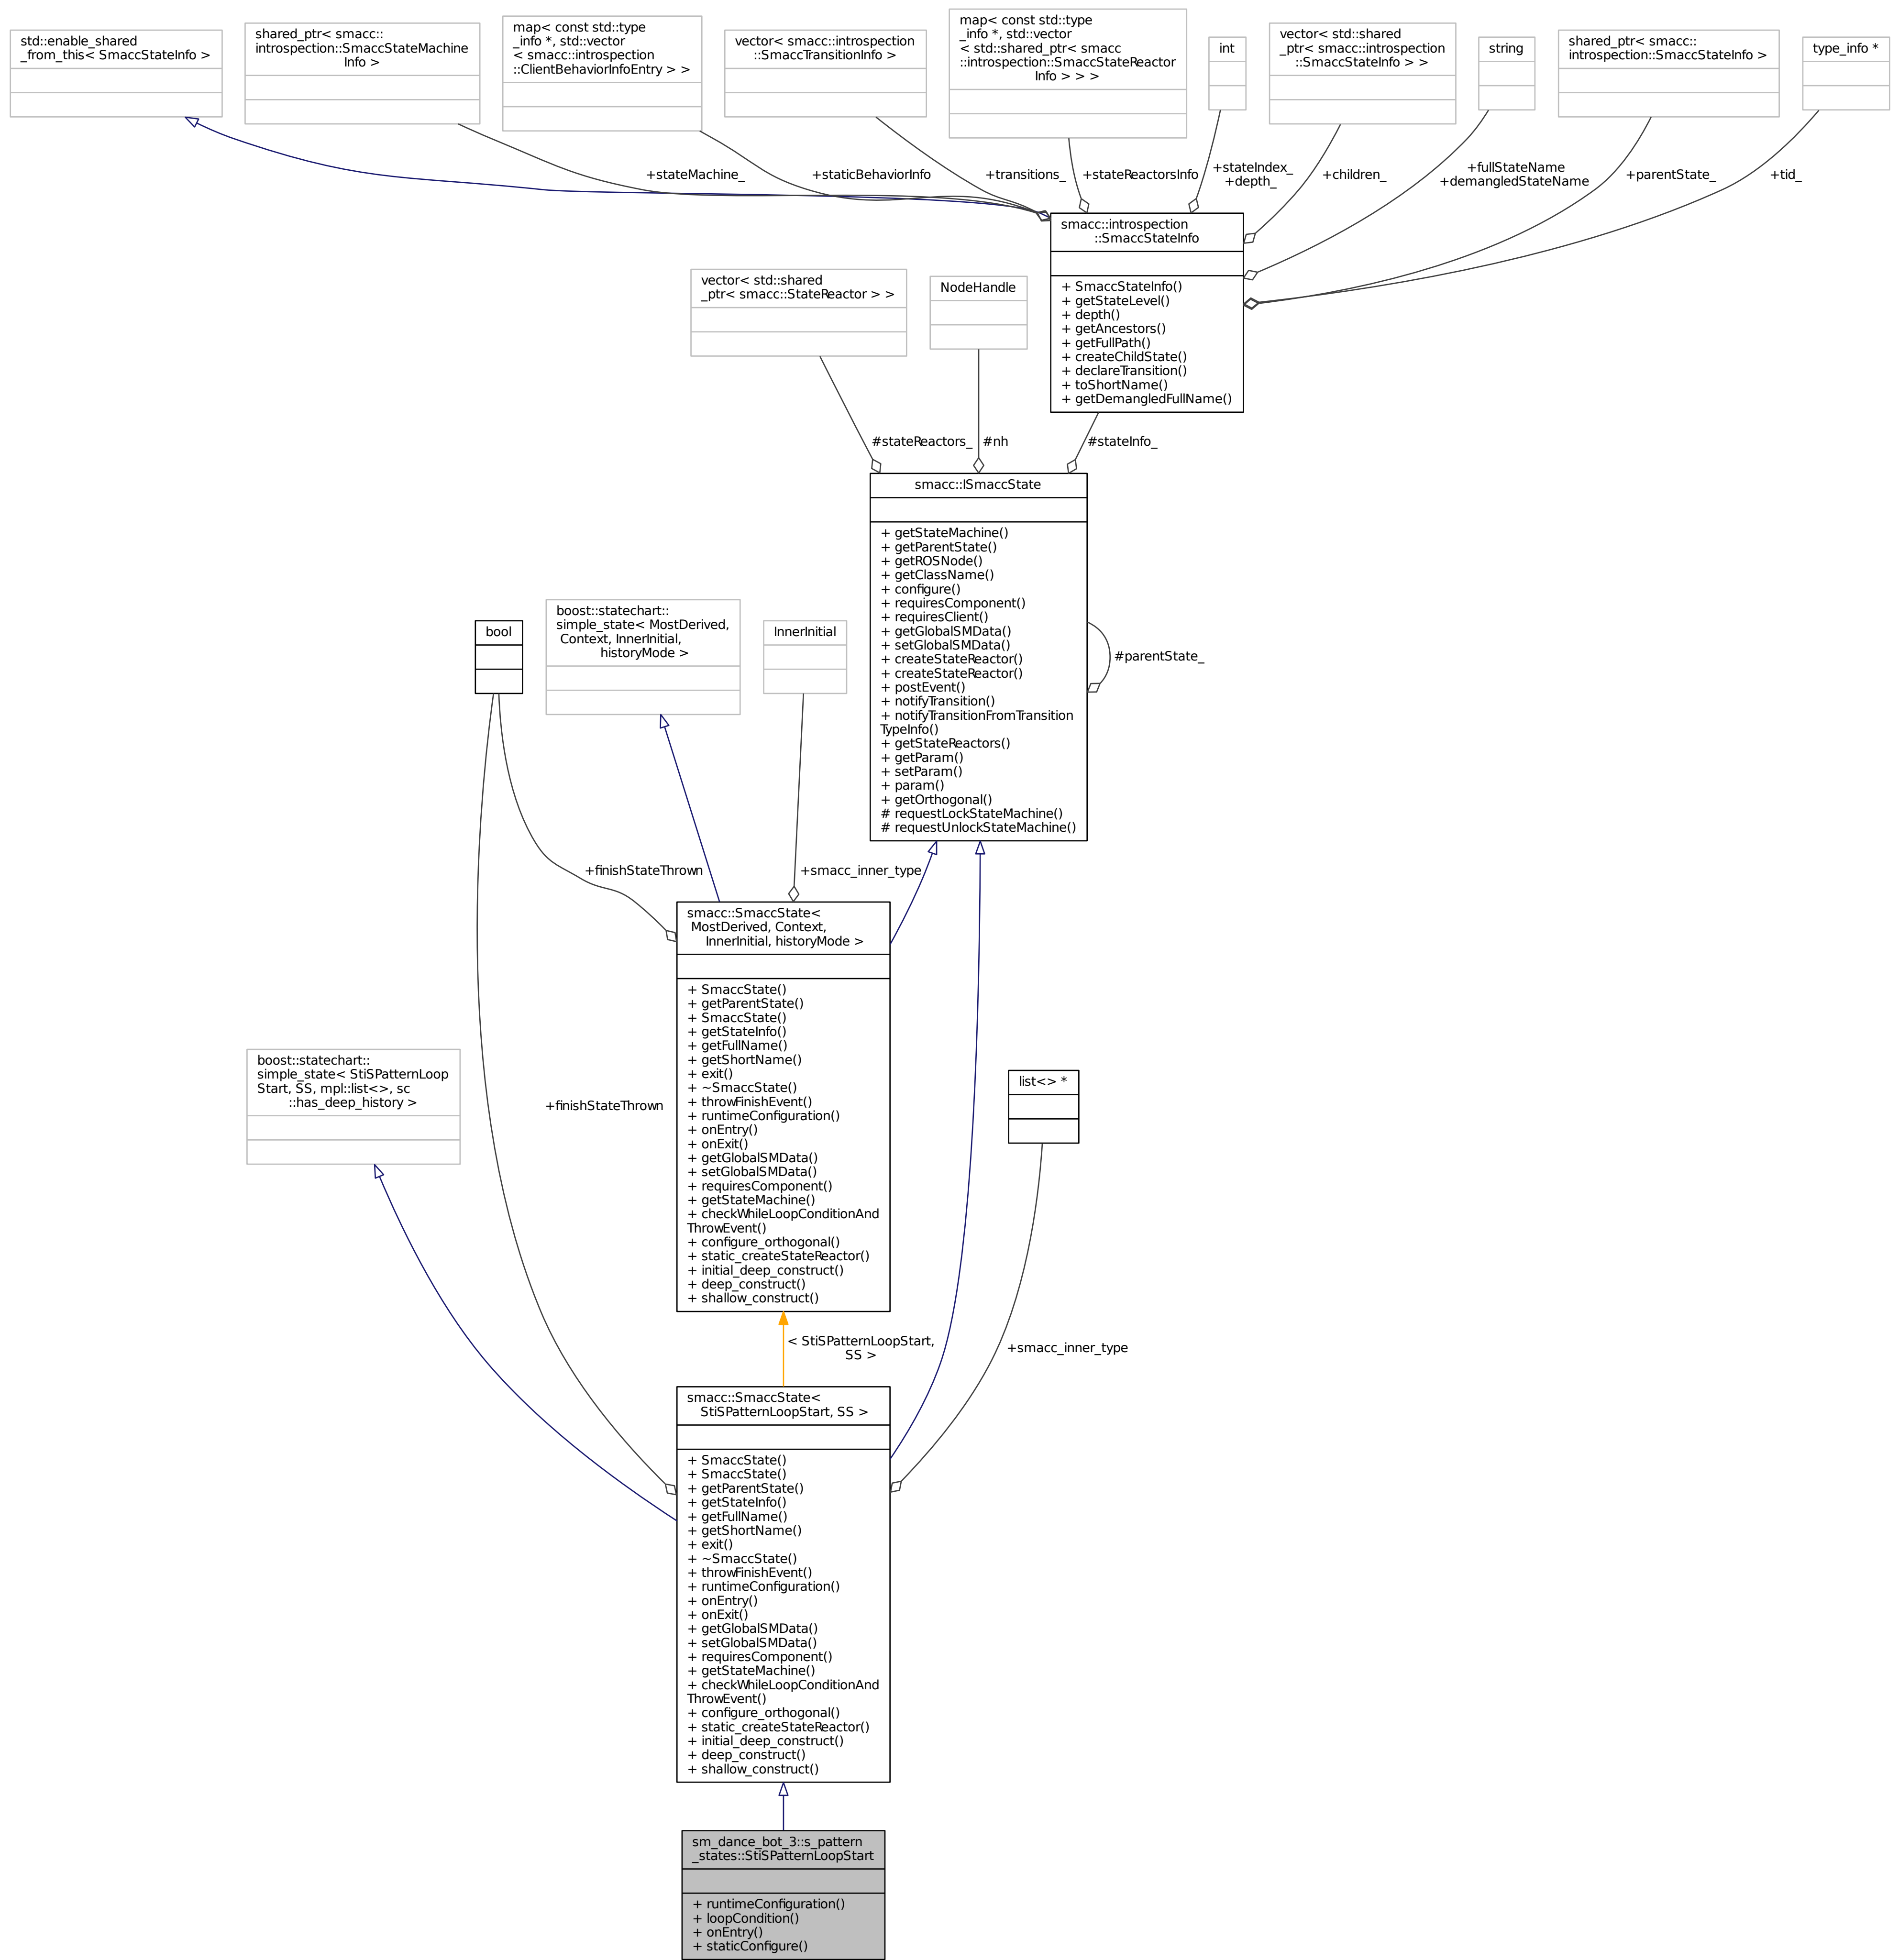 std::enable_shared
_from_this< SmaccStateInfo >
shared_ptr< smacc::
introspection::SmaccStateMachine
Info >
map< const std::type
_info *, std::vector
< smacc::introspection
::ClientBehaviorInfoEntry > >
vector< smacc::introspection
::SmaccTransitionInfo >
map< const std::type
_info *, std::vector
< std::shared_ptr< smacc
::introspection::SmaccStateReactor
Info > > >
int
vector< std::shared
_ptr< smacc::introspection
::SmaccStateInfo > >
string
shared_ptr< smacc::
introspection::SmaccStateInfo >
type_info *
+stateMachine_
+staticBehaviorInfo
+transitions_
+stateReactorsInfo
+stateIndex_
+depth_
+children_
+fullStateName
+demangledStateName
+parentState_
+tid_
smacc::introspection
::SmaccStateInfo
+ SmaccStateInfo()
+ getStateLevel()
+ depth()
+ getAncestors()
+ getFullPath()
+ createChildState()
+ declareTransition()
+ toShortName()
+ getDemangledFullName()
vector< std::shared
_ptr< smacc::StateReactor > >
NodeHandle
#stateReactors_
#nh
#stateInfo_
smacc::ISmaccState
+ getStateMachine()
+ getParentState()
+ getROSNode()
+ getClassName()
+ configure()
+ requiresComponent()
+ requiresClient()
+ getGlobalSMData()
+ setGlobalSMData()
+ createStateReactor()
+ createStateReactor()
+ postEvent()
+ notifyTransition()
+ notifyTransitionFromTransition
TypeInfo()
+ getStateReactors()
+ getParam()
+ setParam()
+ param()
+ getOrthogonal()
# requestLockStateMachine()
# requestUnlockStateMachine()
#parentState_
bool
boost::statechart::
simple_state< MostDerived,
Context, InnerInitial,
historyMode >
InnerInitial
+finishStateThrown
+smacc_inner_type
smacc::SmaccState<
MostDerived, Context,
InnerInitial, historyMode >
+ SmaccState()
+ getParentState()
+ SmaccState()
+ getStateInfo()
+ getFullName()
+ getShortName()
+ exit()
+ ~SmaccState()
+ throwFinishEvent()
+ runtimeConfiguration()
+ onEntry()
+ onExit()
+ getGlobalSMData()
+ setGlobalSMData()
+ requiresComponent()
+ getStateMachine()
+ checkWhileLoopConditionAnd
ThrowEvent()
+ configure_orthogonal()
+ static_createStateReactor()
+ initial_deep_construct()
+ deep_construct()
+ shallow_construct()
boost::statechart::
simple_state< StiSPatternLoop
Start, SS, mpl::list<>, sc
::has_deep_history >
+finishStateThrown
list<> *
< StiSPatternLoopStart,
SS >
+smacc_inner_type
smacc::SmaccState<
StiSPatternLoopStart, SS >
+ SmaccState()
+ SmaccState()
+ getParentState()
+ getStateInfo()
+ getFullName()
+ getShortName()
+ exit()
+ ~SmaccState()
+ throwFinishEvent()
+ runtimeConfiguration()
+ onEntry()
+ onExit()
+ getGlobalSMData()
+ setGlobalSMData()
+ requiresComponent()
+ getStateMachine()
+ checkWhileLoopConditionAnd
ThrowEvent()
+ configure_orthogonal()
+ static_createStateReactor()
+ initial_deep_construct()
+ deep_construct()
+ shallow_construct()
sm_dance_bot_3::s_pattern
_states::StiSPatternLoopStart
+ runtimeConfiguration()
+ loopCondition()
+ onEntry()
+ staticConfigure()